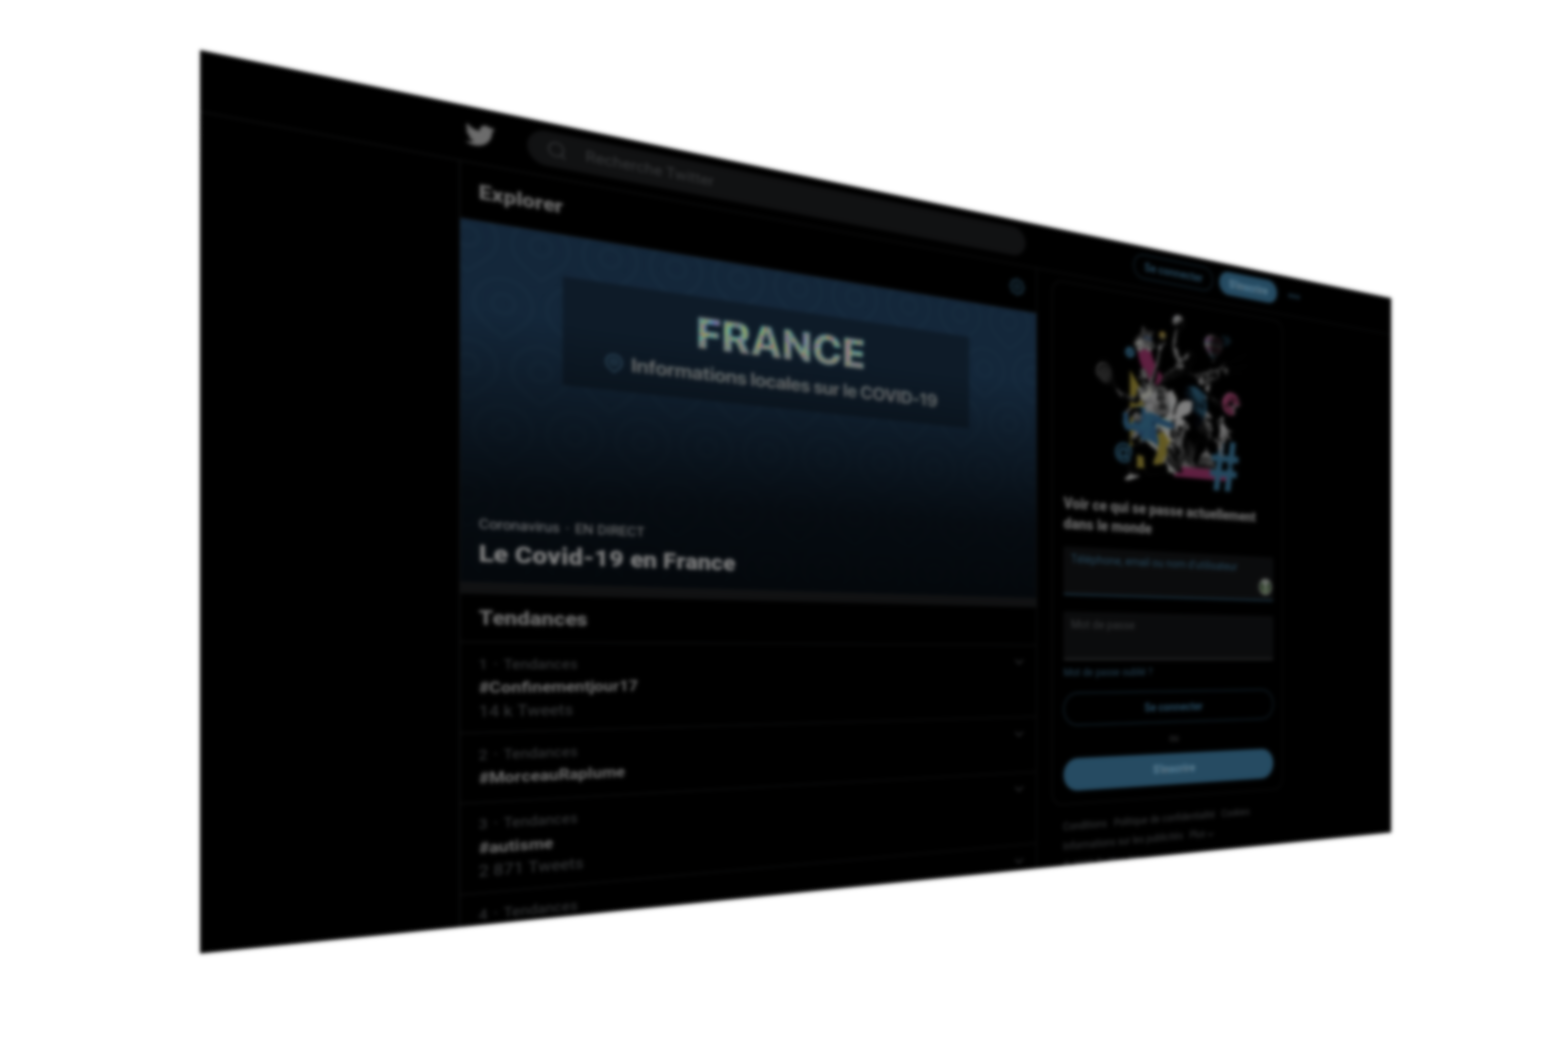 Recherche Twitter
Se connecter
S'inscrire
Explorer
FRANCE
Informations locales sur le COVID-19
Coronavirus · EN DIRECT
Le Covid-19 en France
Tendances
1 · Tendances
#Confinementjour17
14 k Tweets
2 · Tendances
#MorceauRaplume
3 · Tendances
#autisme
2 871 Tweets
4 · Tendances
#
Voir ce qui se passe actuellement
dans le monde
Téléphone, email ou nom d'utilisateur
Mot de passe
Mot de passe oublié ?
Se connecter
ou
S'inscrire
Conditions Politique de confidentialité Cookies
Informations sur les publicités Plus